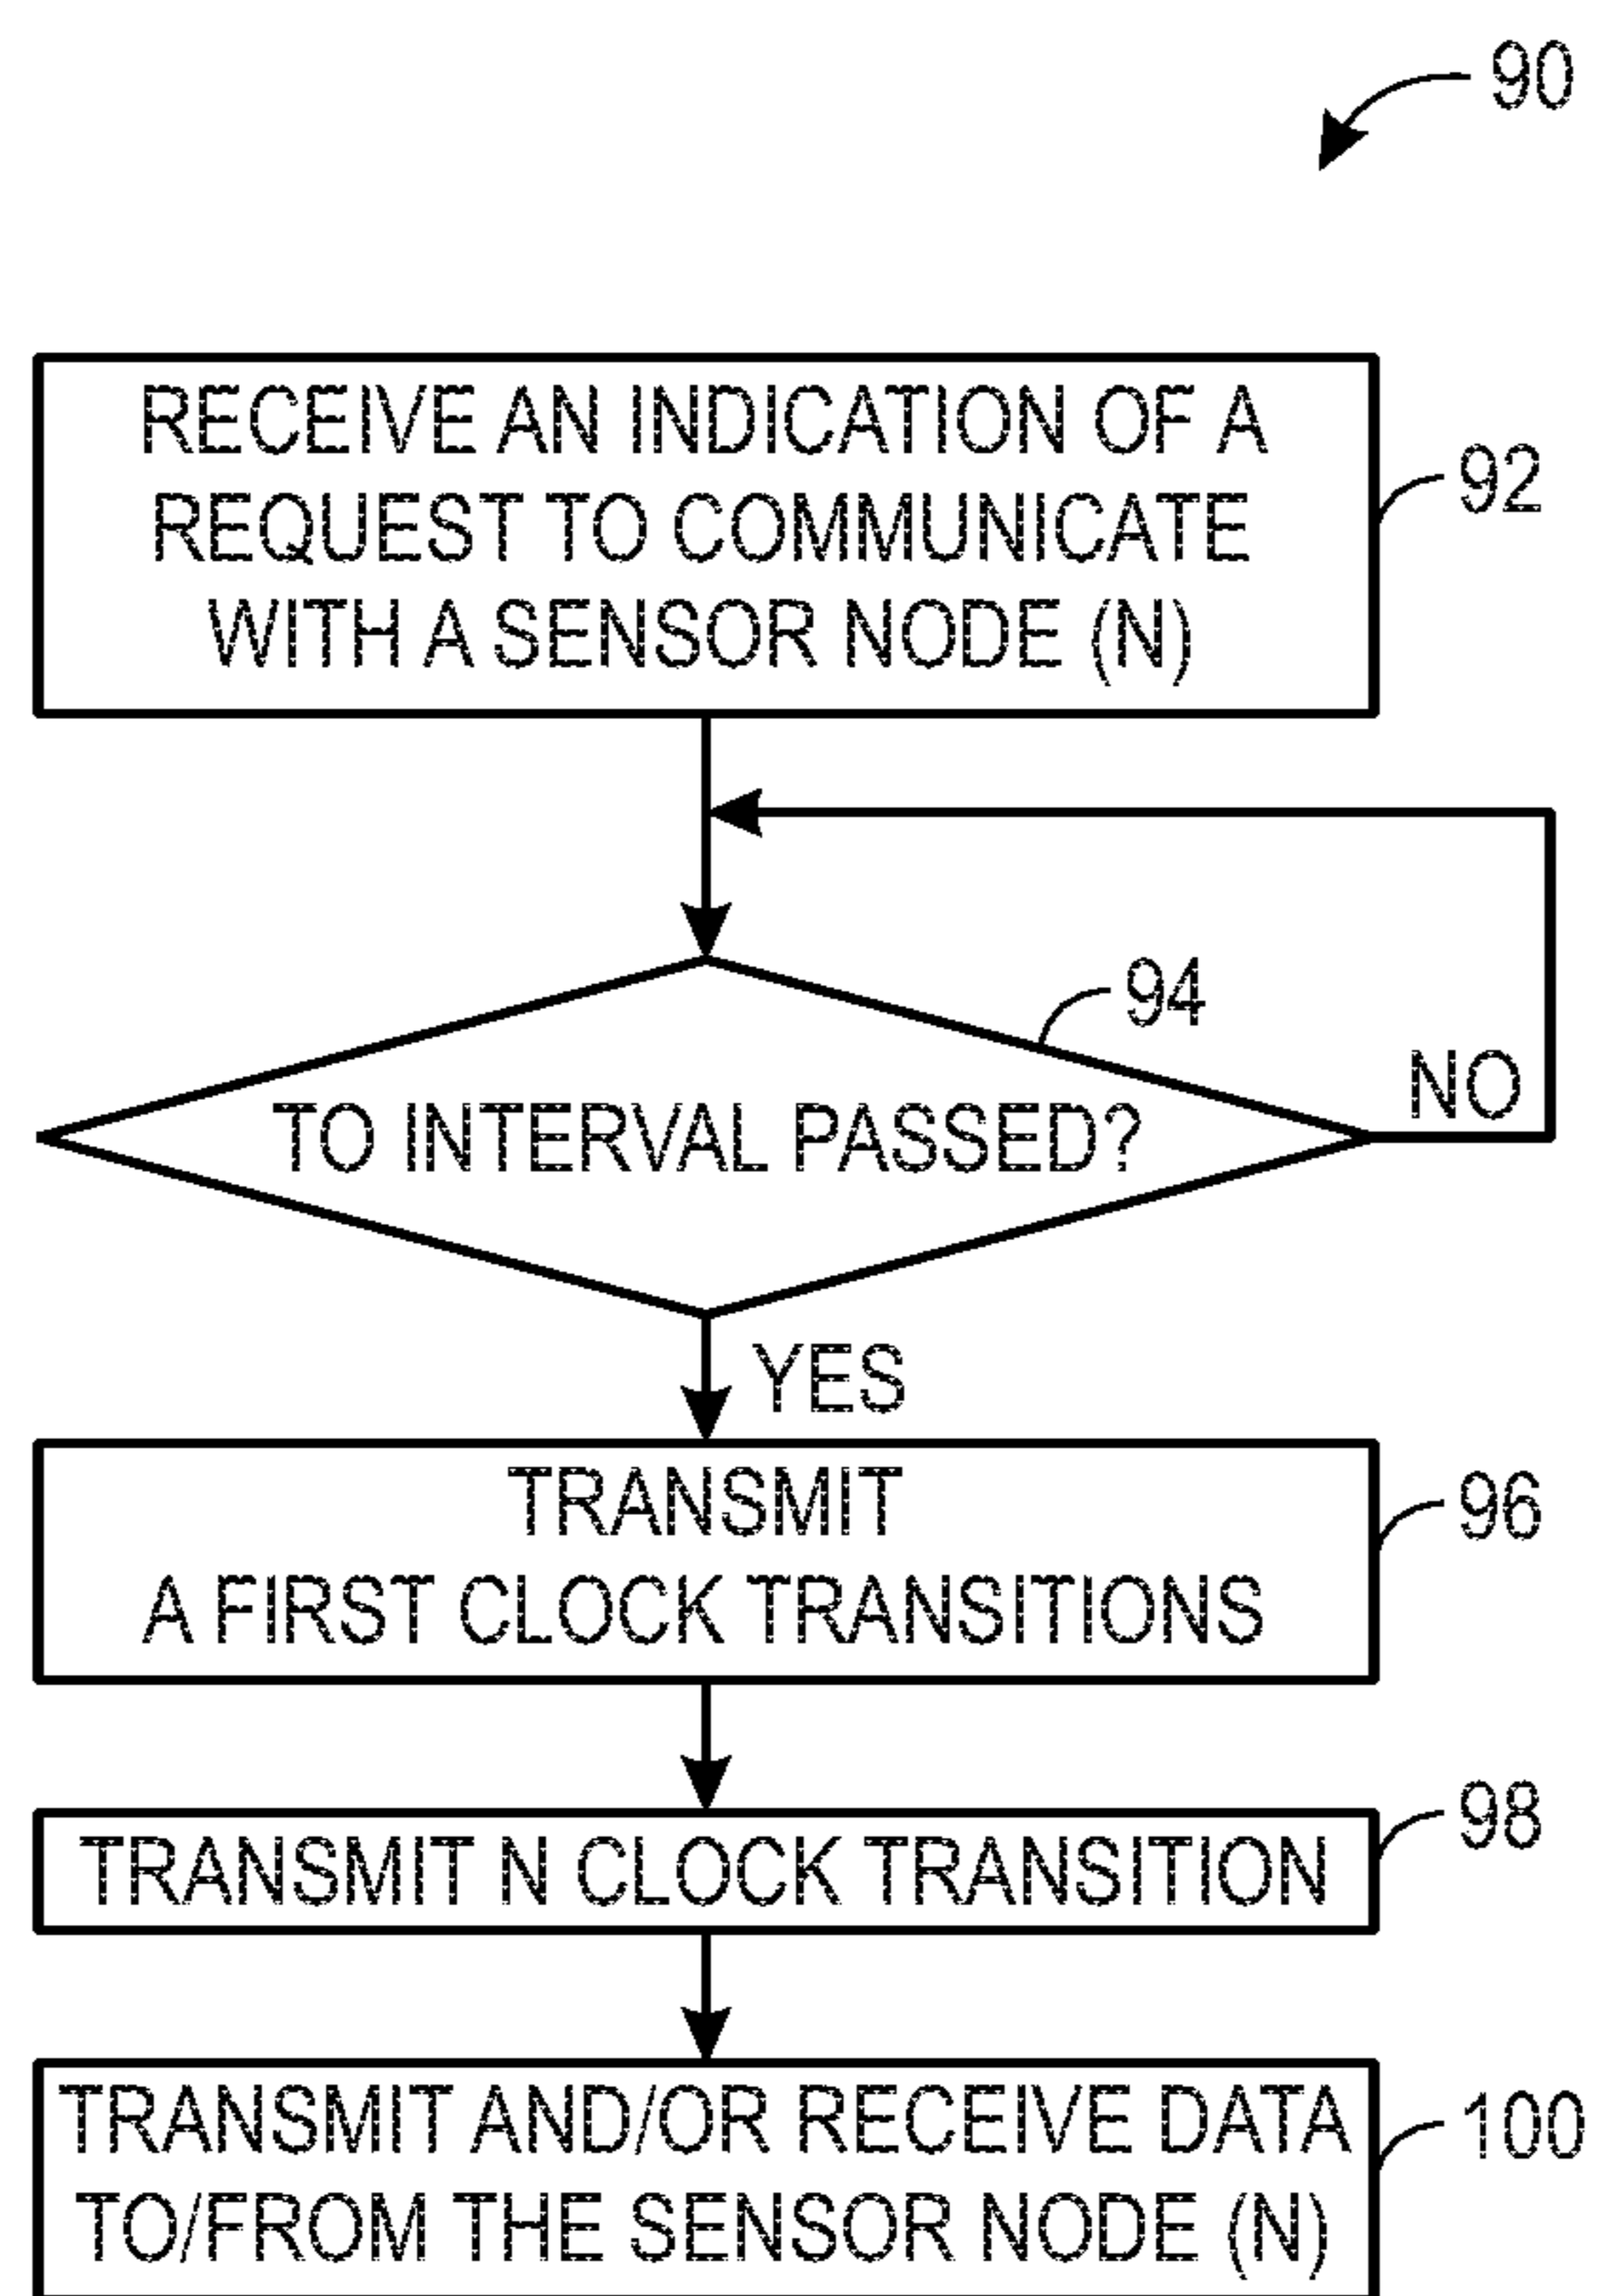 90
RECEIVE AN INDICATION OF A
REQUEST TO COMMUNICATE
WITH A SENSOR NODE (N)
92
94
TO INTERVAL PASSED?
NO
YES
TRANSMIT
A FIRST CLOCK TRANSITIONS
96
TRANSMIT N CLOCK TRANSITION
98
TRANSMIT AND/OR RECEIVE DATA
TO/FROM THE SENSOR NODE (N)
100